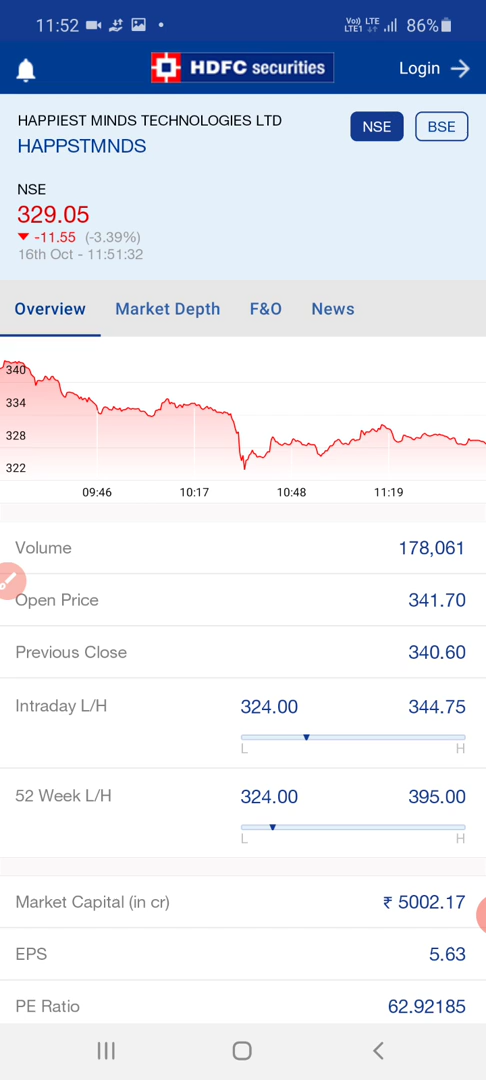 11:52 Vo)) LTE LTE1 86%
HDFC securities Login
HAPPIEST MINDS TECHNOLOGIES LTD NSE BSE
HAPPSTMNDS
NSE
329.05
-11.55 (-3.39%)
16th Oct - 11:51:32
Overview Market Depth F&O News
340
334
328
322
09:46 10:17 10:48 11:19
Volume 178,061
Open Price 341.70
Previous Close 340.60
Intraday L/H 324.00 344.75
L H
52 Week L/H 324.00 395.00
L H
Market Capital (in cr) ₹ 5002.17
EPS 5.63
PE Ratio 62.92185